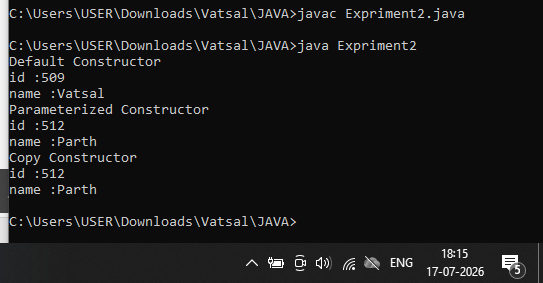 C:\Users\USER\Downloads\Vatsal\JAVA>javac Expriment2.java
C:\Users\USER\Downloads\Vatsal\JAVA>java Expriment2
Default Constructor
id :509
name :Vatsal
Parameterized Constructor
id :512
name :Parth
Copy Constructor
id :512
name :Parth
C:\Users\USER\Downloads\Vatsal\JAVA>
ENG
18:15
17-07-2026
5